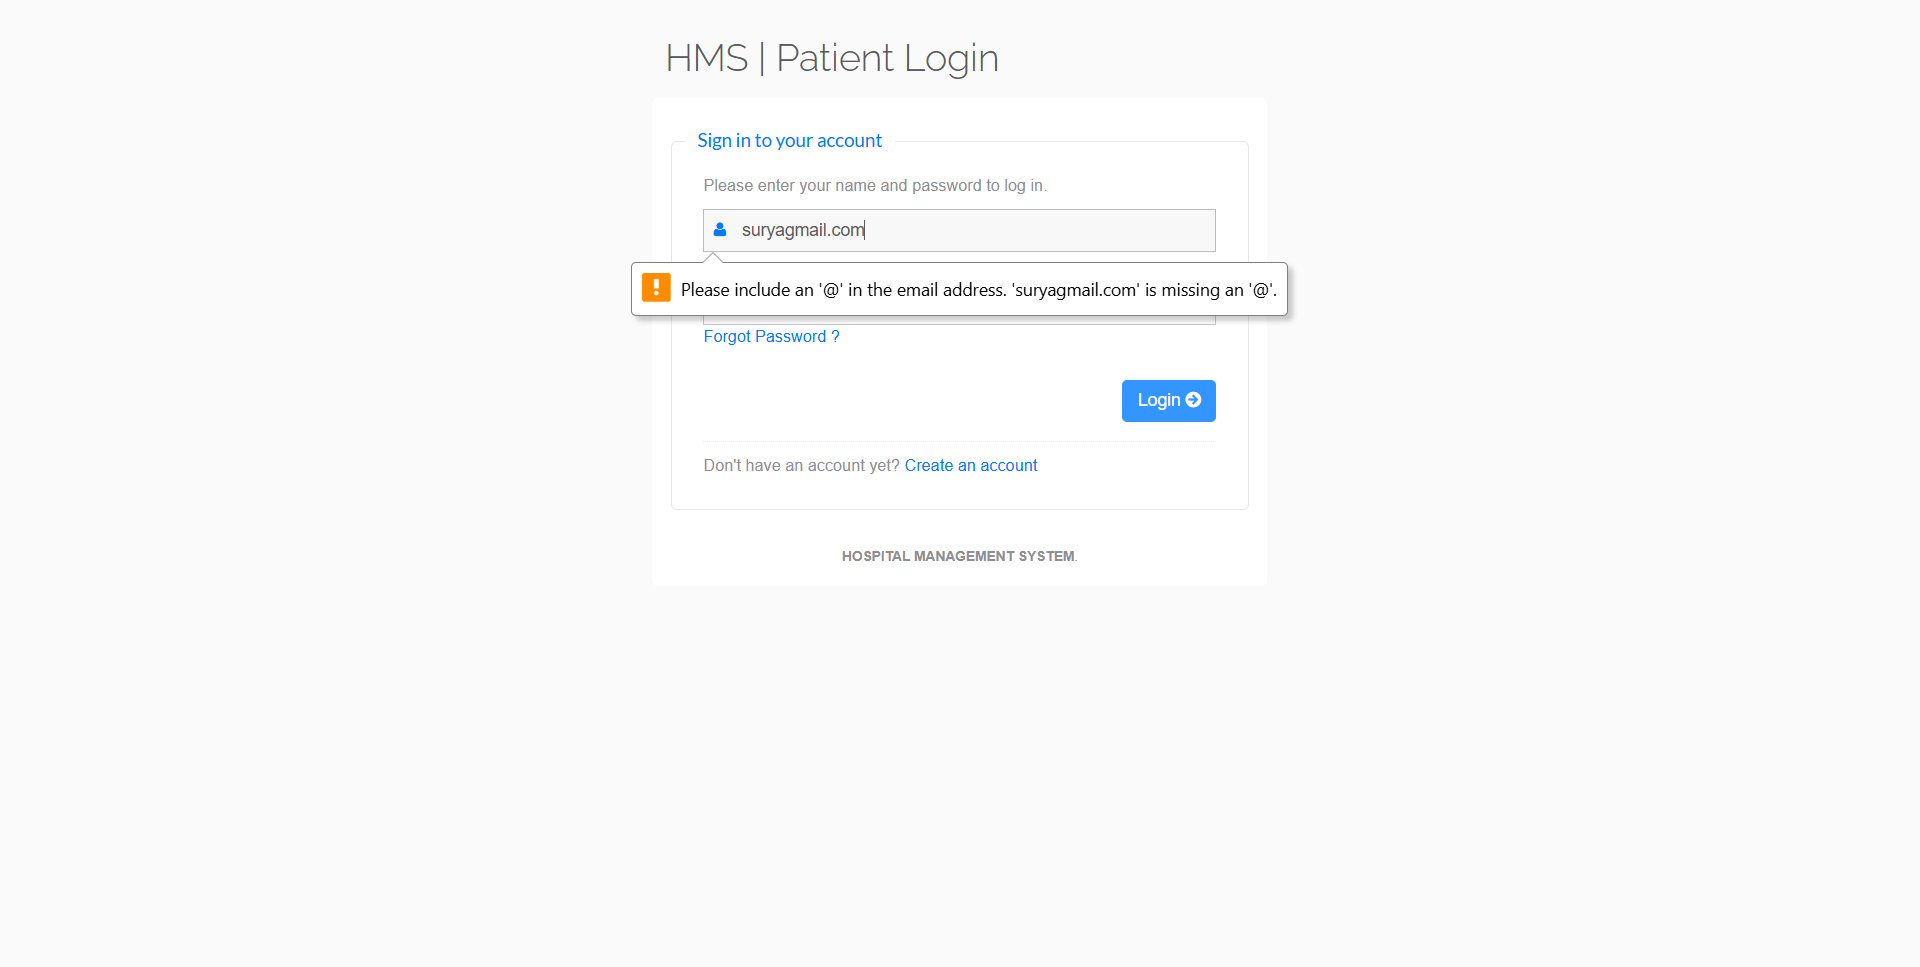 HMS | Patient Login
Sign in to your account
Please enter your name and password to log in.
suryagmail.com
Please include an '@' in the email address. 'suryagmail.com' is missing an '@'.
Forgot Password ?
Login
Don't have an account yet? Create an account
HOSPITAL MANAGEMENT SYSTEM.